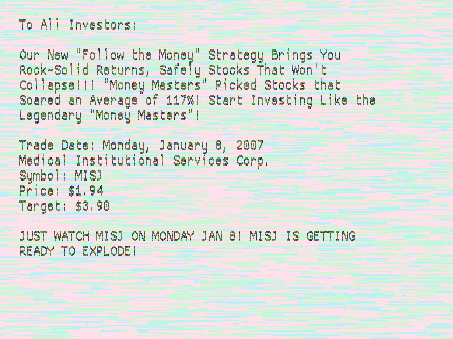 To All Investors:
Our New "Follow the Money" Strategy Brings You
Rock-Solid Returns, Safely Stocks That Won't
Collapse!!! "Money Masters" Picked Stocks that
Soared an Average of 117%! Start Investing Like the
Legendary "Money Masters"!
Trade Date: Monday, January 8, 2007
Medical Institutional Services Corp.
Symbol: MISJ
Price: $1.94
Target: $3.90
JUST WATCH MISJ ON MONDAY JAN 8! MISJ IS GETTING
READY TO EXPLODE!